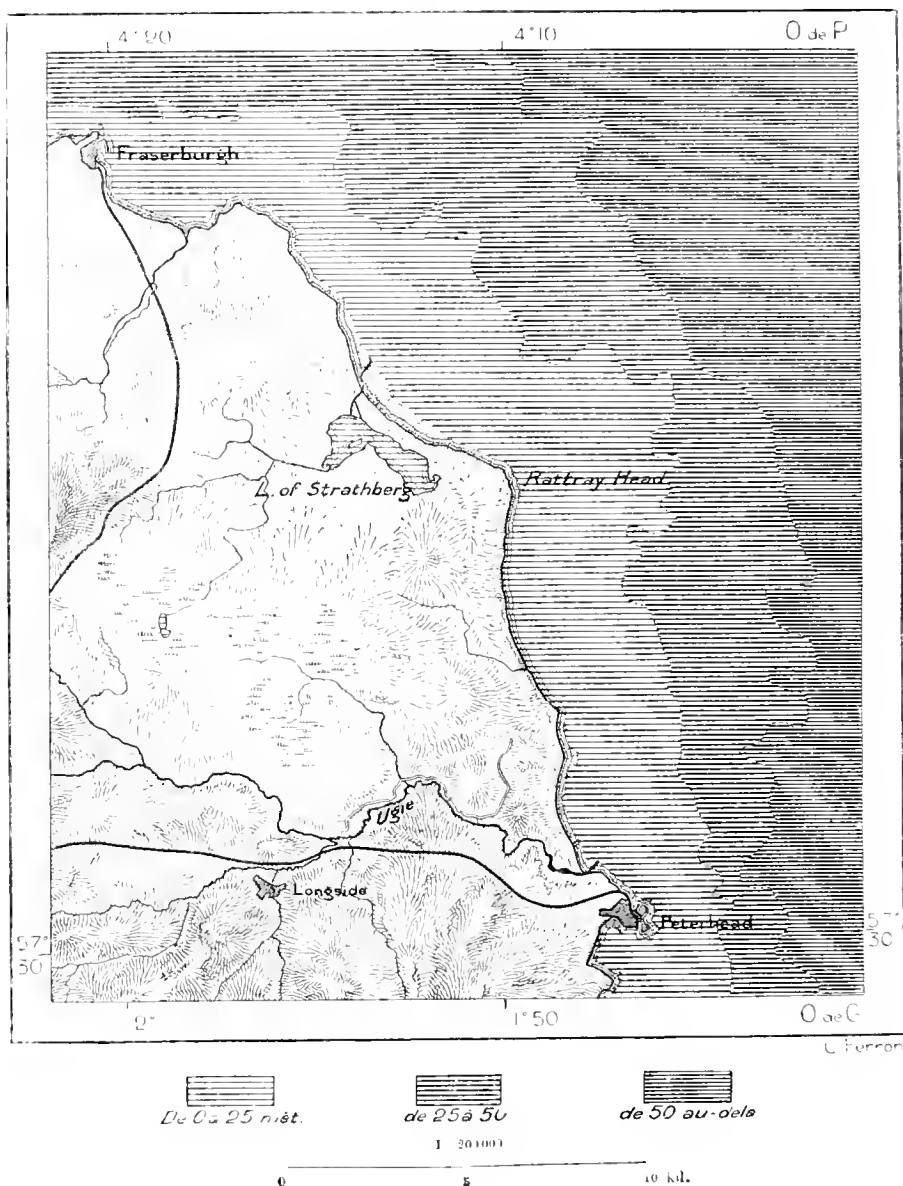 4°20 4°10 O de P
Fraserburgh
L. of Strathberg Rattray Head
Ugie
Longside
Peterhead
57°
30
57°
30
2° 1°50 O de G
De 0 à 25 mèt. de 25 à 50 de 50 au-delà
0 5 10 kil.